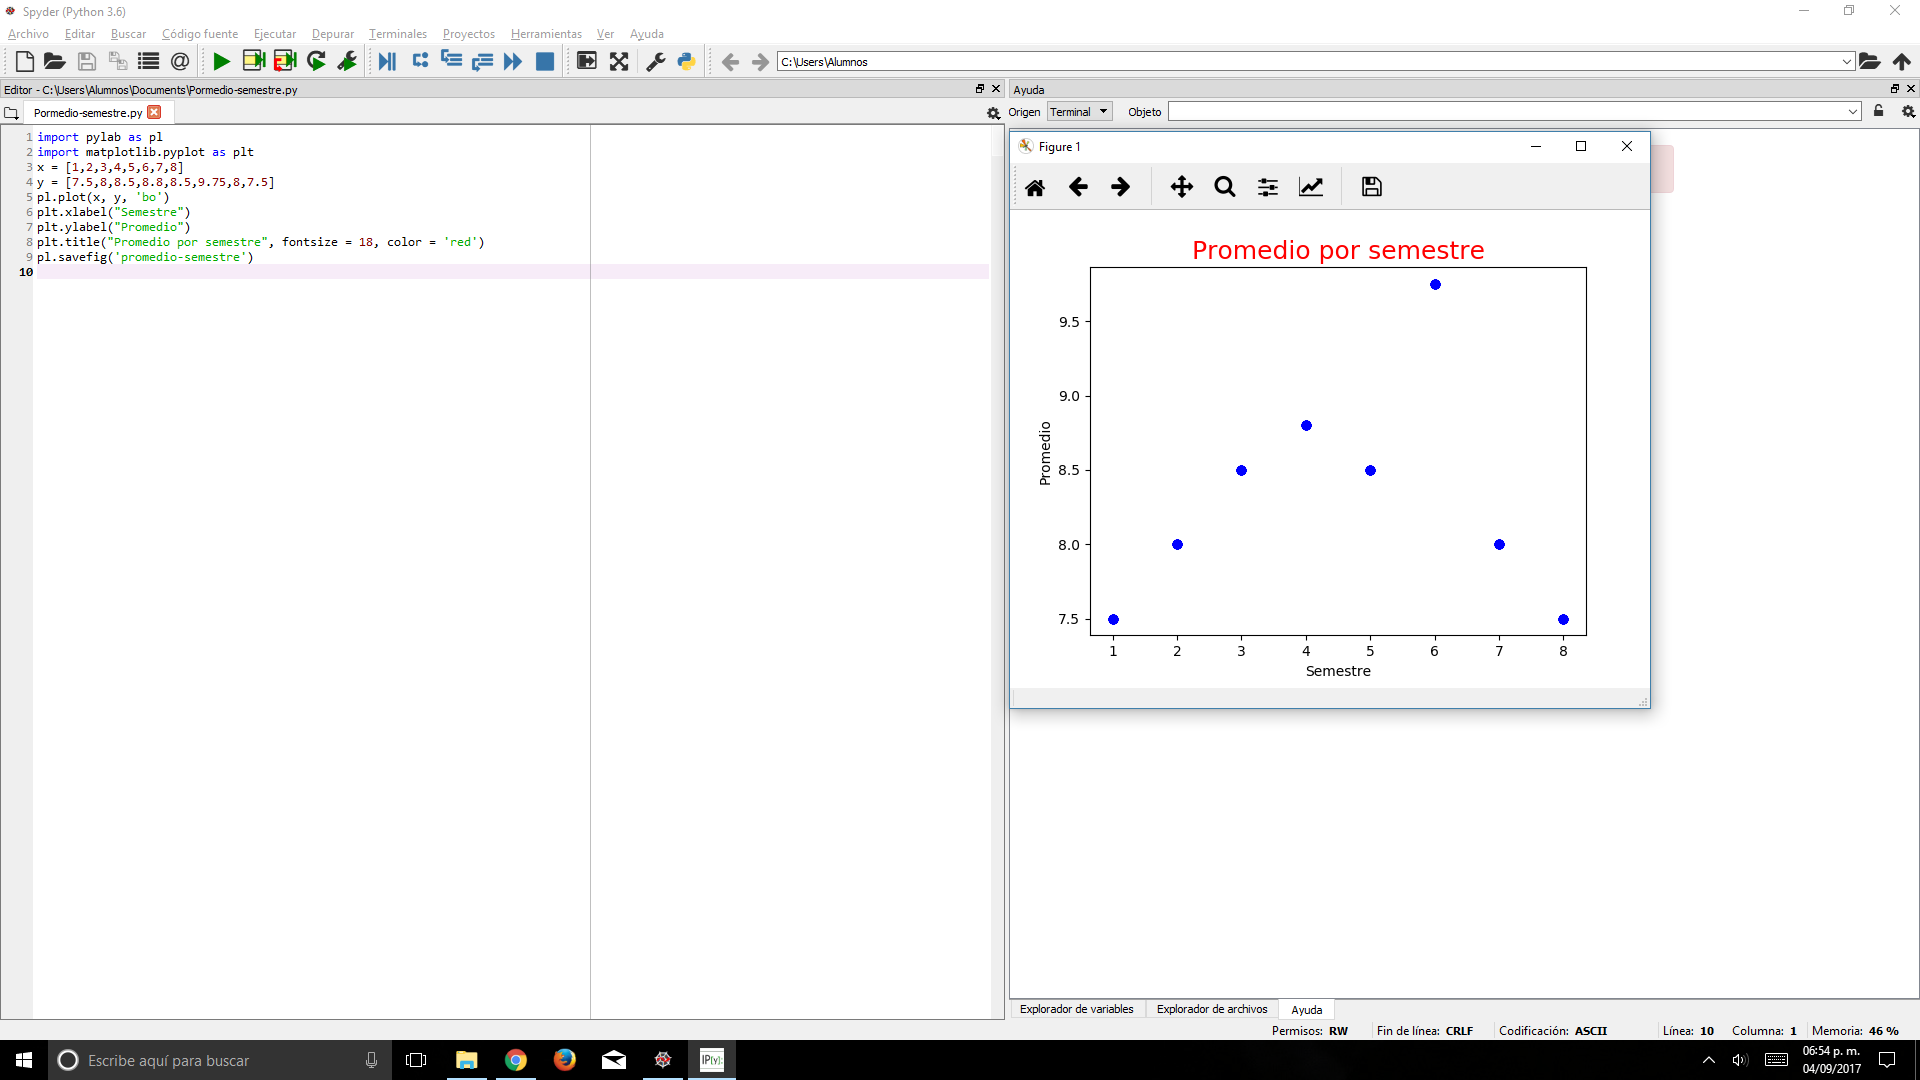 Spyder (Python 3.6)
Archivo Editar Buscar Código fuente Ejecutar Depurar Terminales Proyectos Herramientas Ver Ayuda
C:\Users\Alumnos
Editor - C:\Users\Alumnos\Documents\Pormedio-semestre.py
Pormedio-semestre.py
1 import pylab as pl
2 import matplotlib.pyplot as plt
3 x = [1,2,3,4,5,6,7,8]
4 y = [7.5,8,8.5,8.8,8.5,9.75,8,7.5]
5 pl.plot(x, y, 'bo')
6 plt.xlabel("Semestre")
7 plt.ylabel("Promedio")
8 plt.title("Promedio por semestre", fontsize = 18, color = 'red')
9 pl.savefig('promedio-semestre')
10
Ayuda
Origen Terminal Objeto
Figure 1
Promedio por semestre
9.5
9.0
8.5
8.0
7.5
Promedio
1 2 3 4 5 6 7 8
Semestre
Explorador de variables Explorador de archivos Ayuda
Permisos: RW Fin de línea: CRLF Codificación: ASCII Línea: 10 Columna: 1 Memoria: 46 %
Escribe aquí para buscar
IP[y]:
06:54 p. m.
04/09/2017